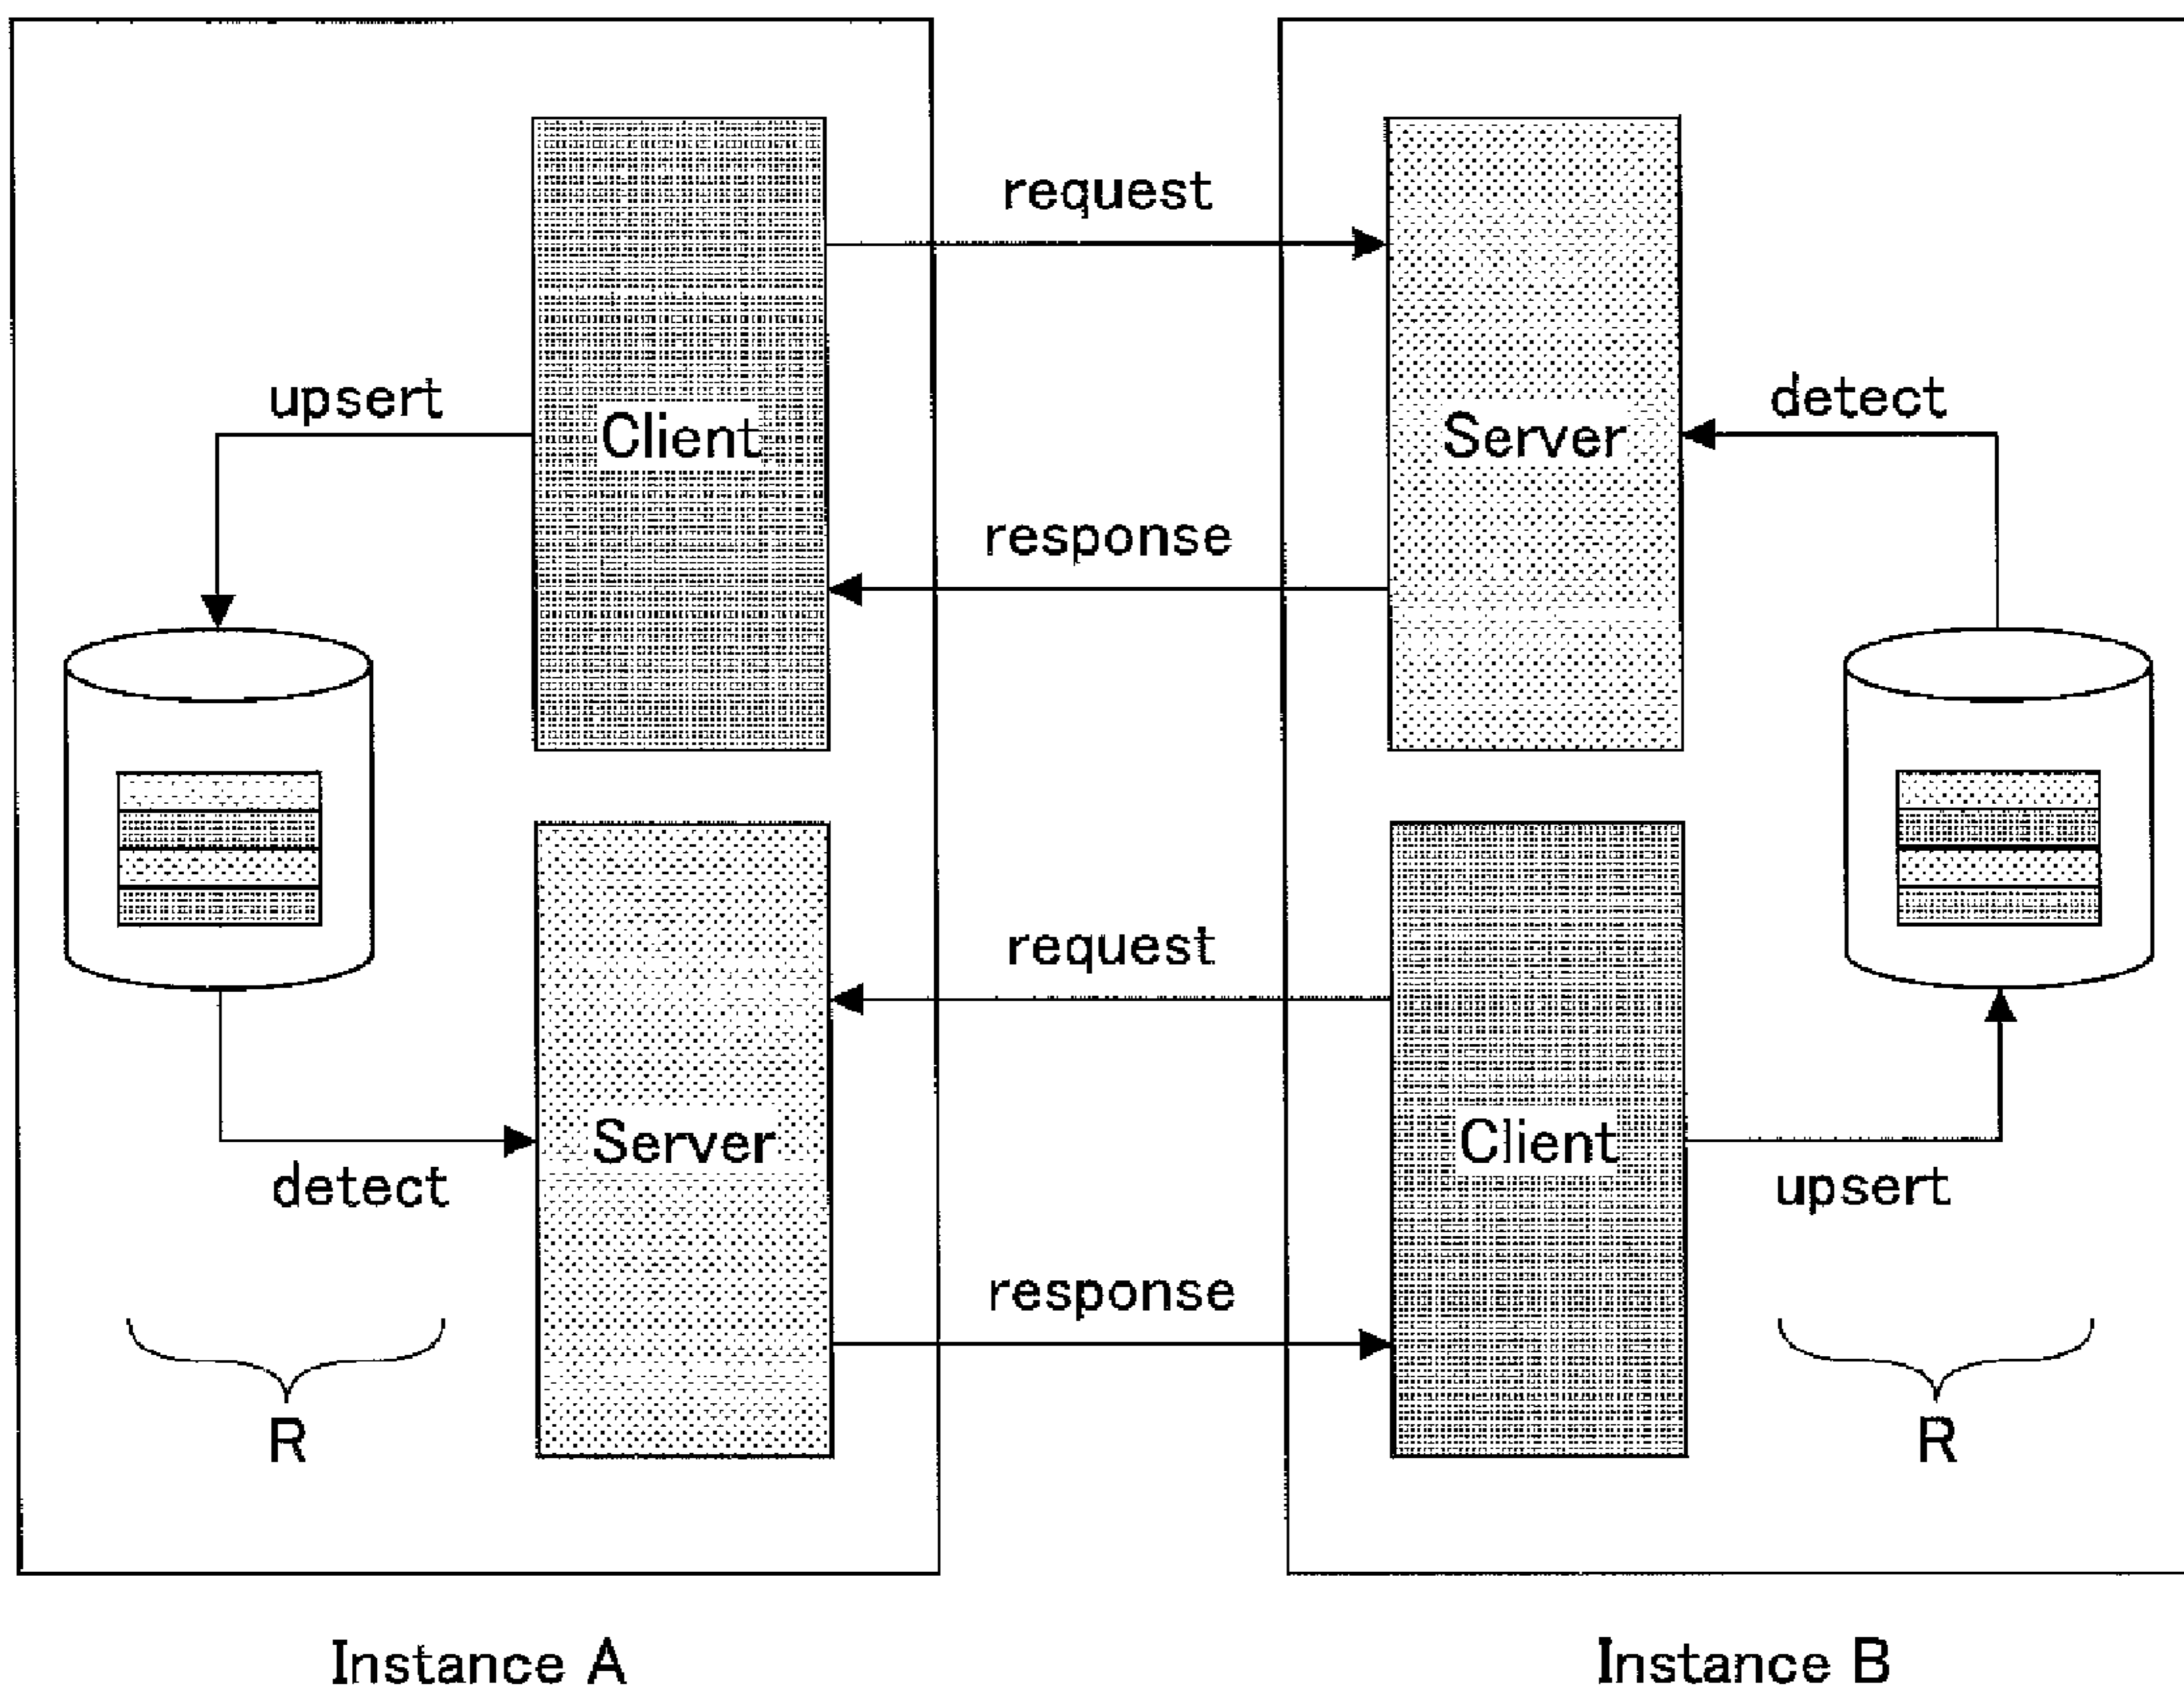 request
upsert
detect
Client
Server
response
request
Server
Client
detect
upsert
response
R
R
Instance A
Instance B